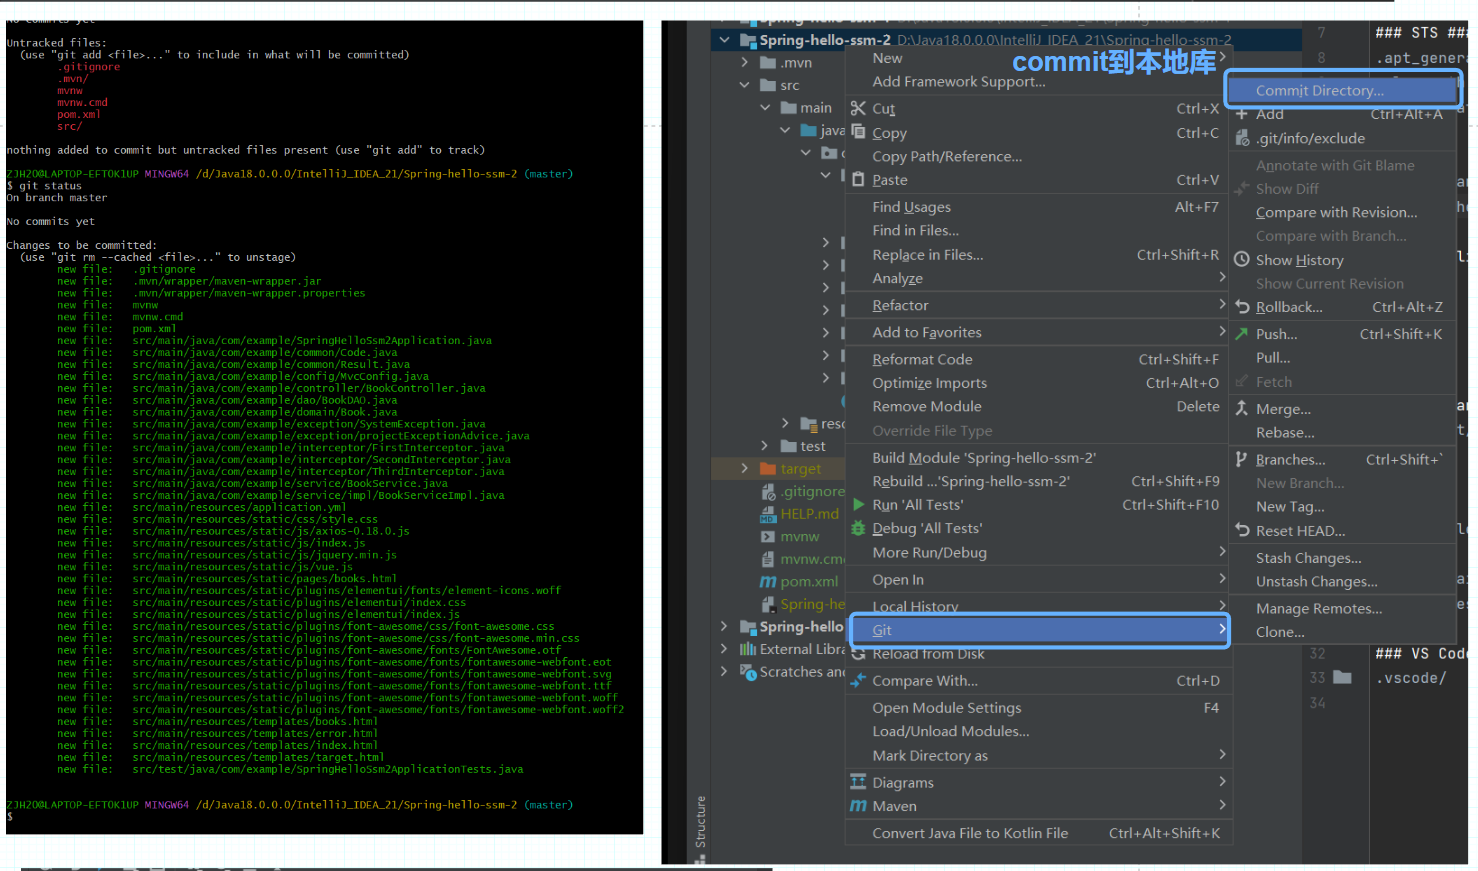 No commits yet
Untracked files:
(use "git add <file>..." to include in what will be committed)
.gitignore
.mvn/
mvnw
mvnw.cmd
pom.xml
src/
nothing added to commit but untracked files present (use "git add" to track)
ZJH20@LAPTOP-EFTOK1UP MINGW64 /d/Java18.0.0.0/IntelliJ_IDEA_21/Spring-hello-ssm-2 (master)
$ git status
On branch master
No commits yet
Changes to be committed:
(use "git rm --cached <file>..." to unstage)
new file: .gitignore
new file: .mvn/wrapper/maven-wrapper.jar
new file: .mvn/wrapper/maven-wrapper.properties
new file: mvnw
new file: mvnw.cmd
new file: pom.xml
new file: src/main/java/com/example/SpringHelloSsm2Application.java
new file: src/main/java/com/example/common/Code.java
new file: src/main/java/com/example/common/Result.java
new file: src/main/java/com/example/config/MvcConfig.java
new file: src/main/java/com/example/controller/BookController.java
new file: src/main/java/com/example/dao/BookDAO.java
new file: src/main/java/com/example/domain/Book.java
new file: src/main/java/com/example/exception/SystemException.java
new file: src/main/java/com/example/exception/projectExceptionAdvice.java
new file: src/main/java/com/example/interceptor/FirstInterceptor.java
new file: src/main/java/com/example/interceptor/SecondInterceptor.java
new file: src/main/java/com/example/interceptor/ThirdInterceptor.java
new file: src/main/java/com/example/service/BookService.java
new file: src/main/java/com/example/service/impl/BookServiceImpl.java
new file: src/main/resources/application.yml
new file: src/main/resources/static/css/style.css
new file: src/main/resources/static/js/axios-0.18.0.js
new file: src/main/resources/static/js/index.js
new file: src/main/resources/static/js/jquery.min.js
new file: src/main/resources/static/js/vue.js
new file: src/main/resources/static/pages/books.html
new file: src/main/resources/static/plugins/elementui/fonts/element-icons.woff
new file: src/main/resources/static/plugins/elementui/index.css
new file: src/main/resources/static/plugins/elementui/index.js
new file: src/main/resources/static/plugins/font-awesome/css/font-awesome.css
new file: src/main/resources/static/plugins/font-awesome/css/font-awesome.min.css
new file: src/main/resources/static/plugins/font-awesome/fonts/FontAwesome.otf
new file: src/main/resources/static/plugins/font-awesome/fonts/fontawesome-webfont.eot
new file: src/main/resources/static/plugins/font-awesome/fonts/fontawesome-webfont.svg
new file: src/main/resources/static/plugins/font-awesome/fonts/fontawesome-webfont.ttf
new file: src/main/resources/static/plugins/font-awesome/fonts/fontawesome-webfont.woff
new file: src/main/resources/static/plugins/font-awesome/fonts/fontawesome-webfont.woff2
new file: src/main/resources/templates/books.html
new file: src/main/resources/templates/error.html
new file: src/main/resources/templates/index.html
new file: src/main/resources/templates/target.html
new file: src/test/java/com/example/SpringHelloSsm2ApplicationTests.java
ZJH20@LAPTOP-EFTOK1UP MINGW64 /d/Java18.0.0.0/IntelliJ_IDEA_21/Spring-hello-ssm-2 (master)
$
Spring-hello-ssm-2 D:\Java18.0.0.0\IntelliJ_IDEA_21\Spring-hello-ssm-2
.mvn
src
main
java
reso
test
target
.gitignore
HELP.md
mvnw
mvnw.cm
pom.xml
Spring-he
Spring-hello
External Libra
Scratches and
Structure
New
commit到本地库
Add Framework Support...
Cut Ctrl+X
Copy Ctrl+C
Copy Path/Reference...
Paste Ctrl+V
Find Usages Alt+F7
Find in Files...
Replace in Files... Ctrl+Shift+R
Analyze
Refactor
Add to Favorites
Reformat Code Ctrl+Shift+F
Optimize Imports Ctrl+Alt+O
Remove Module Delete
Override File Type
Build Module 'Spring-hello-ssm-2'
Rebuild ...'Spring-hello-ssm-2' Ctrl+Shift+F9
Run 'All Tests' Ctrl+Shift+F10
Debug 'All Tests'
More Run/Debug
Open In
Local History
Git
Reload from Disk
Compare With... Ctrl+D
Open Module Settings F4
Load/Unload Modules...
Mark Directory as
Diagrams
Maven
Convert Java File to Kotlin File Ctrl+Alt+Shift+K
Commit Directory...
Add Ctrl+Alt+A
.git/info/exclude
Annotate with Git Blame
Show Diff
Compare with Revision...
Compare with Branch...
Show History
Show Current Revision
Rollback... Ctrl+Alt+Z
Push... Ctrl+Shift+K
Pull...
Fetch
Merge...
Rebase...
Branches... Ctrl+Shift+`
New Branch...
New Tag...
Reset HEAD...
Stash Changes...
Unstash Changes...
Manage Remotes...
Clone...
7 ### STS ##
8 .apt_genera
32 ### VS Code
33 .vscode/
34